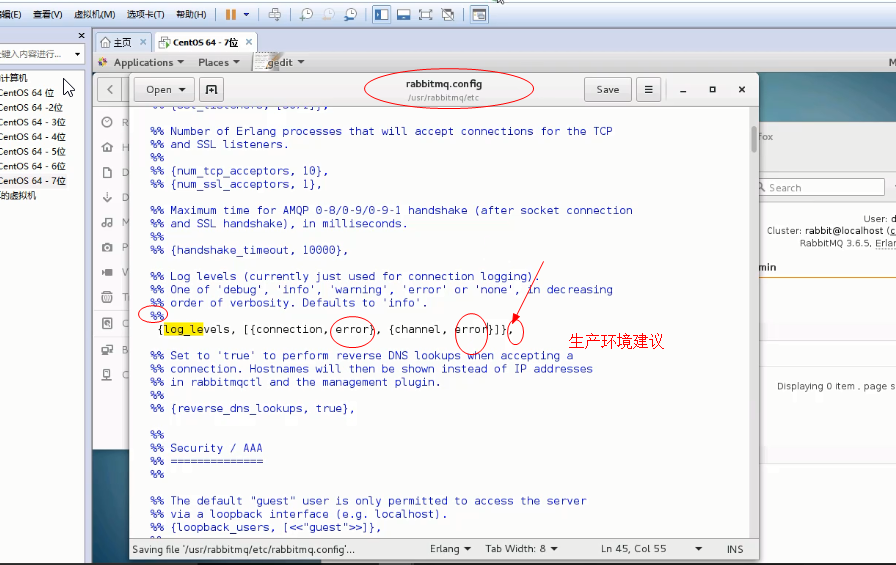 查看(V) 虚拟机(M) 选项卡(T) 帮助(H)
主页 CentOS 64 - 7位
键入内容进行...
计算机
CentOS 64 位
CentOS 64 -2位
CentOS 64 - 3位
CentOS 64 - 4位
CentOS 64 - 5位
CentOS 64 - 6位
CentOS 64 - 7位
的虚拟机
Applications Places gedit
Open
rabbitmq.config
/usr/rabbitmq/etc
Save
%% Number of Erlang processes that will accept connections for the TCP
%% and SSL listeners.
%%
%% {num_tcp_acceptors, 10},
%% {num_ssl_acceptors, 1},
%% Maximum time for AMQP 0-8/0-9/0-9-1 handshake (after socket connection
%% and SSL handshake), in milliseconds.
%%
%% {handshake_timeout, 10000},
%% Log levels (currently just used for connection logging).
%% One of 'debug', 'info', 'warning', 'error' or 'none', in decreasing
%% order of verbosity. Defaults to 'info'.
%%
{log_levels, [{connection, error}, {channel, error}]},
生产环境建议
%% Set to 'true' to perform reverse DNS lookups when accepting a
%% connection. Hostnames will then be shown instead of IP addresses
%% in rabbitmqctl and the management plugin.
%%
%% {reverse_dns_lookups, true},
%%
%% Security / AAA
%% ==============
%%
%% The default "guest" user is only permitted to access the server
%% via a loopback interface (e.g. localhost).
%% {loopback_users, [<<"guest">>]},
Saving file '/usr/rabbitmq/etc/rabbitmq.config'... Erlang Tab Width: 8 Ln 45, Col 55 INS
fox
Search
User:
Cluster: rabbit@localhost
RabbitMQ 3.6.5, Erlang
min
Displaying 0 item , page s